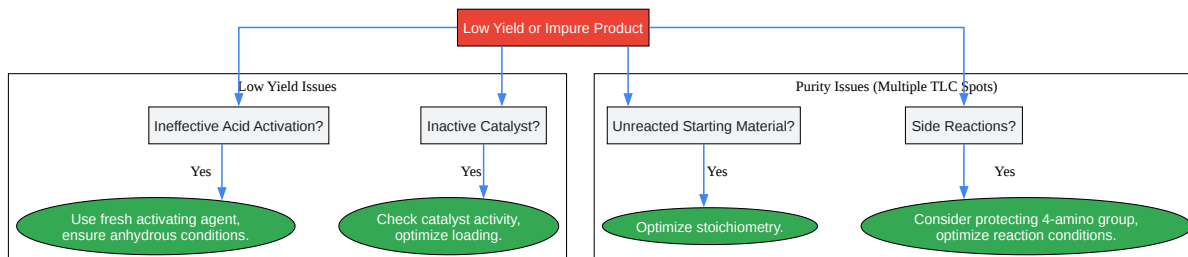 Low Yield or Impure Product
Low Yield Issues
Purity Issues (Multiple TLC Spots)
Ineffective Acid Activation?
Inactive Catalyst?
Unreacted Starting Material?
Side Reactions?
Yes
Yes
Yes
Yes
Use fresh activating agent,
ensure anhydrous conditions.
Check catalyst activity,
optimize loading.
Optimize stoichiometry.
Consider protecting 4-amino group,
optimize reaction conditions.